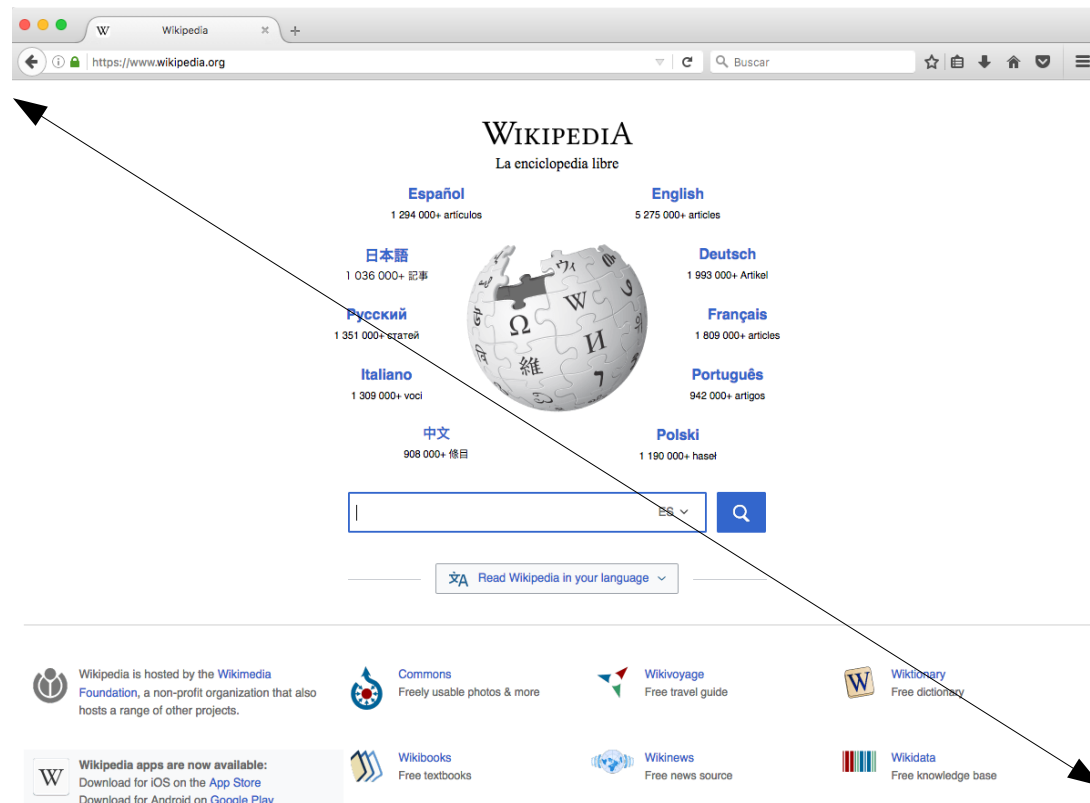 W Wikipedia
https://www.wikipedia.org
Buscar
WIKIPEDIA
La enciclopedia libre
Español
1 294 000+ artículos
English
5 275 000+ articles
日本語
1 036 000+ 記事
Deutsch
1 993 000+ Artikel
Русский
1 351 000+ статей
Français
1 809 000+ articles
Italiano
1 309 000+ voci
Português
942 000+ artigos
中文
908 000+ 條目
Polski
1 190 000+ haseł
Ω W И 維 ウィ 7
ES
文A Read Wikipedia in your language
Wikipedia is hosted by the Wikimedia
Foundation, a non-profit organization that also
hosts a range of other projects.
Commons
Freely usable photos & more
Wikivoyage
Free travel guide
W
Wiktionary
Free dictionary
W
Wikipedia apps are now available:
Download for iOS on the App Store
Download for Android on Google Play
Wikibooks
Free textbooks
Wikinews
Free news source
Wikidata
Free knowledge base